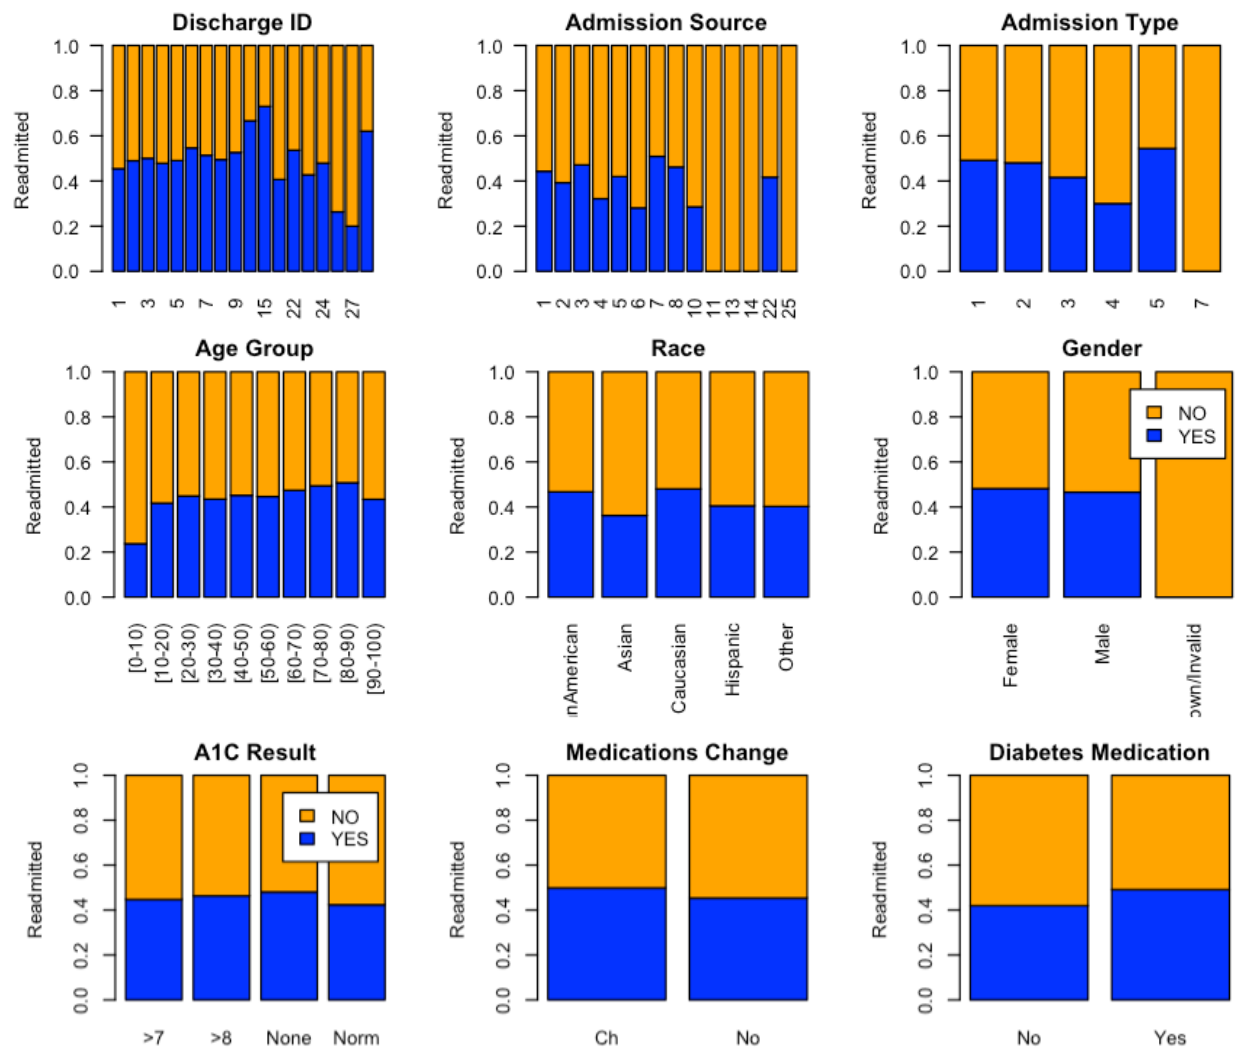 Discharge ID
Readmitted
1.0
0.8
0.6
0.4
0.2
0.0
1 3 5 7 9 15 22 24 27
Admission Source
Readmitted
1.0
0.8
0.6
0.4
0.2
0.0
1 2 3 4 5 6 7 8 10 11 13 14 22 25
Admission Type
Readmitted
1.0
0.8
0.6
0.4
0.2
0.0
1 2 3 4 5 7
Age Group
Readmitted
1.0
0.8
0.6
0.4
0.2
0.0
[0-10) [10-20) [20-30) [30-40) [40-50) [50-60) [60-70) [70-80) [80-90) [90-100)
Race
Readmitted
1.0
0.8
0.6
0.4
0.2
0.0
nAmerican Asian Caucasian Hispanic Other
Gender
Readmitted
1.0
0.8
0.6
0.4
0.2
0.0
NO
YES
Female Male own/Invalid
A1C Result
Readmitted
1.0
0.8
0.6
0.4
0.2
0.0
NO
YES
>7 >8 None Norm
Medications Change
Readmitted
1.0
0.8
0.6
0.4
0.2
0.0
Ch No
Diabetes Medication
Readmitted
1.0
0.8
0.6
0.4
0.2
0.0
No Yes